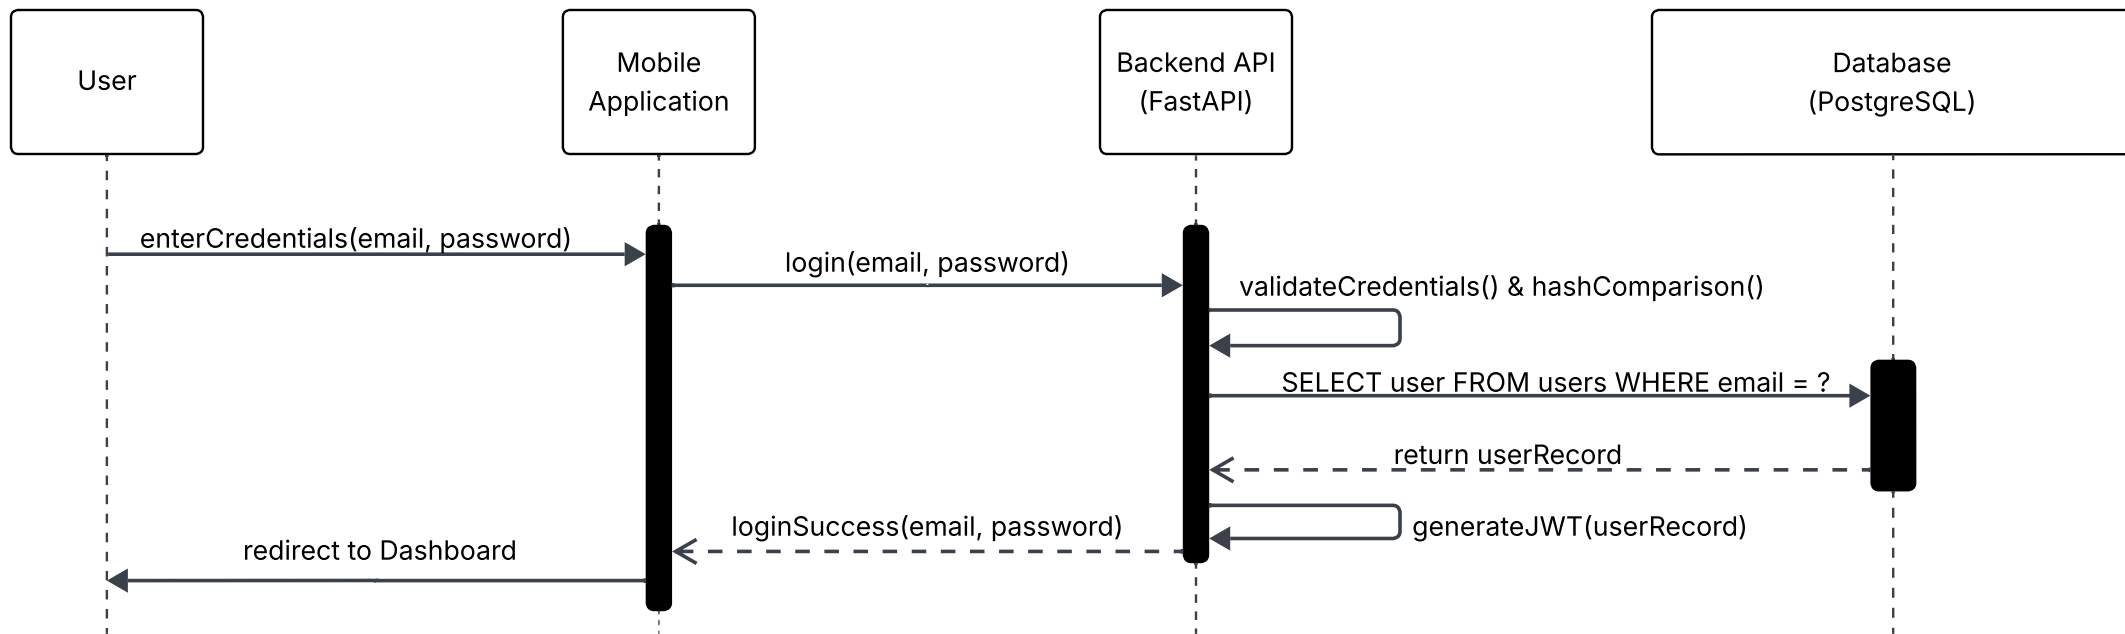 User
Mobile
Application
Backend API
(FastAPI)
Database
(PostgreSQL)
enterCredentials(email, password)
login(email, password)
validateCredentials() & hashComparison()
SELECT user FROM users WHERE email = ?
return userRecord
loginSuccess(email, password)
generateJWT(userRecord)
redirect to Dashboard